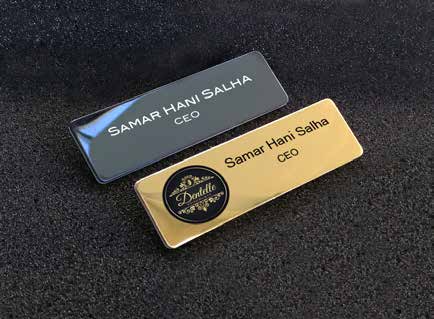 SAMAR HANI SALHA
CEO
Samar Hani Salha
CEO
Dentelle